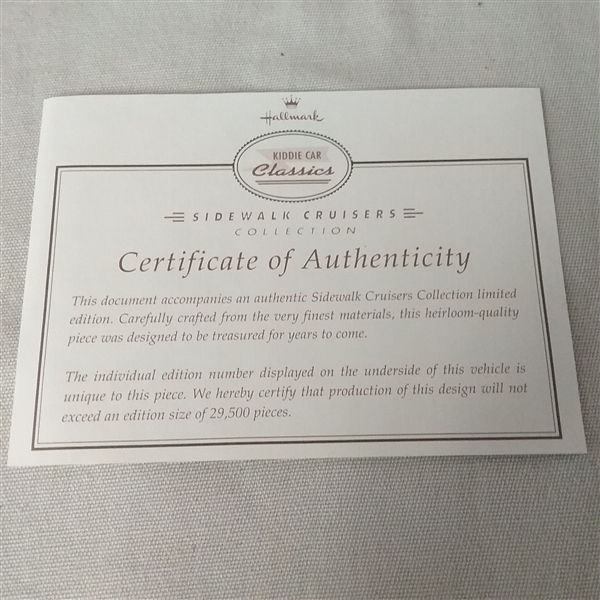 Hallmark
KIDDIE CAR
Classics
SIDEWALK CRUISERS
COLLECTION
Certificate of Authenticity
This document accompanies an authentic Sidewalk Cruisers Collection limited
edition. Carefully crafted from the very finest materials, this heirloom-quality
piece was designed to be treasured for years to come.
The individual edition number displayed on the underside of this vehicle is
unique to this piece. We hereby certify that production of this design will not
exceed an edition size of 29,500 pieces.